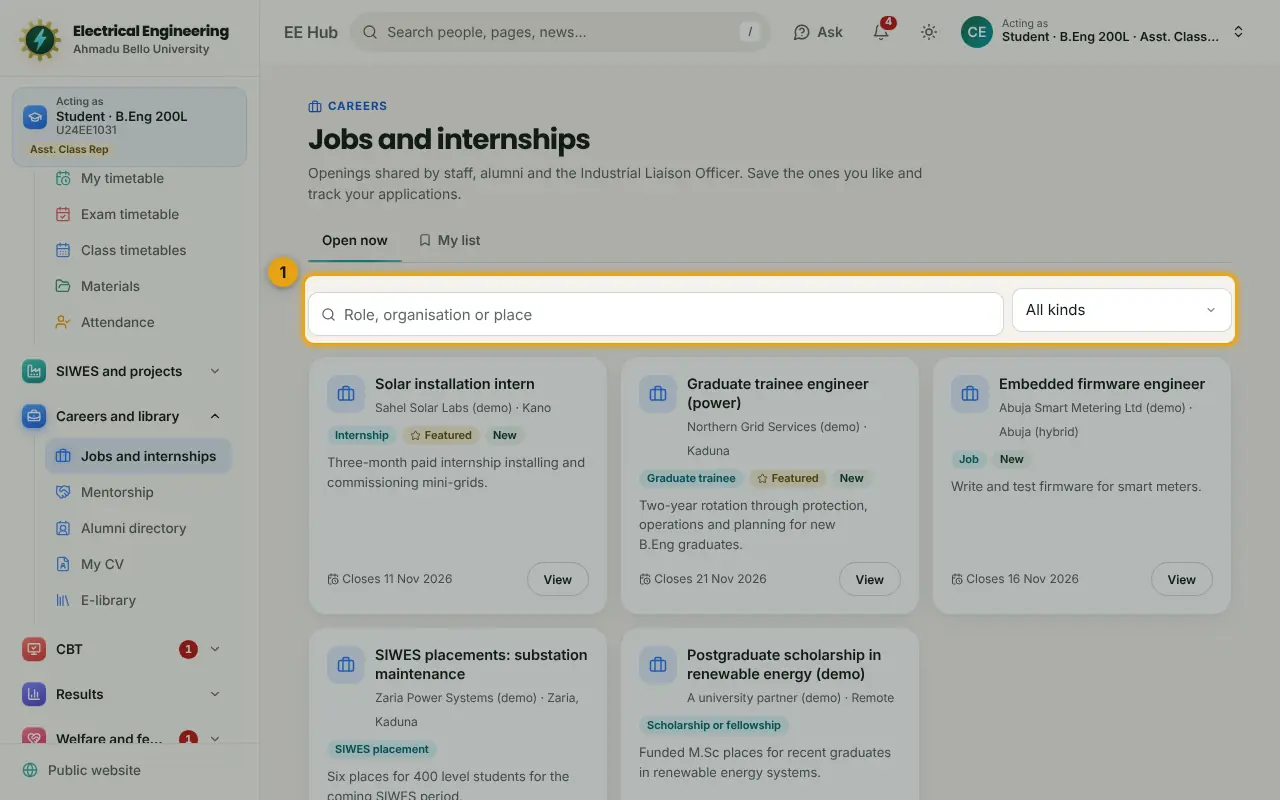 Electrical Engineering
Ahmadu Bello University
EE Hub
Search people, pages, news...
/
Ask
4
CE
Acting as
Student · B.Eng 200L · Asst. Class...
Acting as
Student · B.Eng 200L
U24EE1031
Asst. Class Rep
My timetable
Exam timetable
Class timetables
Materials
Attendance
SIWES and projects
Careers and library
Jobs and internships
Mentorship
Alumni directory
My CV
E-library
CBT
1
Results
Welfare and fe...
1
Public website
CAREERS
Jobs and internships
Openings shared by staff, alumni and the Industrial Liaison Officer. Save the ones you like and
track your applications.
Open now
My list
1
Role, organisation or place
All kinds
Solar installation intern
Sahel Solar Labs (demo) · Kano
Internship
Featured
New
Three-month paid internship installing and
commissioning mini-grids.
Closes 11 Nov 2026
View
Graduate trainee engineer
(power)
Northern Grid Services (demo) ·
Kaduna
Graduate trainee
Featured
New
Two-year rotation through protection,
operations and planning for new
B.Eng graduates.
Closes 21 Nov 2026
View
Embedded firmware engineer
Abuja Smart Metering Ltd (demo) ·
Abuja (hybrid)
Job
New
Write and test firmware for smart meters.
Closes 16 Nov 2026
View
SIWES placements: substation
maintenance
Zaria Power Systems (demo) · Zaria,
Kaduna
SIWES placement
Six places for 400 level students for the
coming SIWES period.
Postgraduate scholarship in
renewable energy (demo)
A university partner (demo) · Remote
Scholarship or fellowship
Funded M.Sc places for recent graduates
in renewable energy systems.